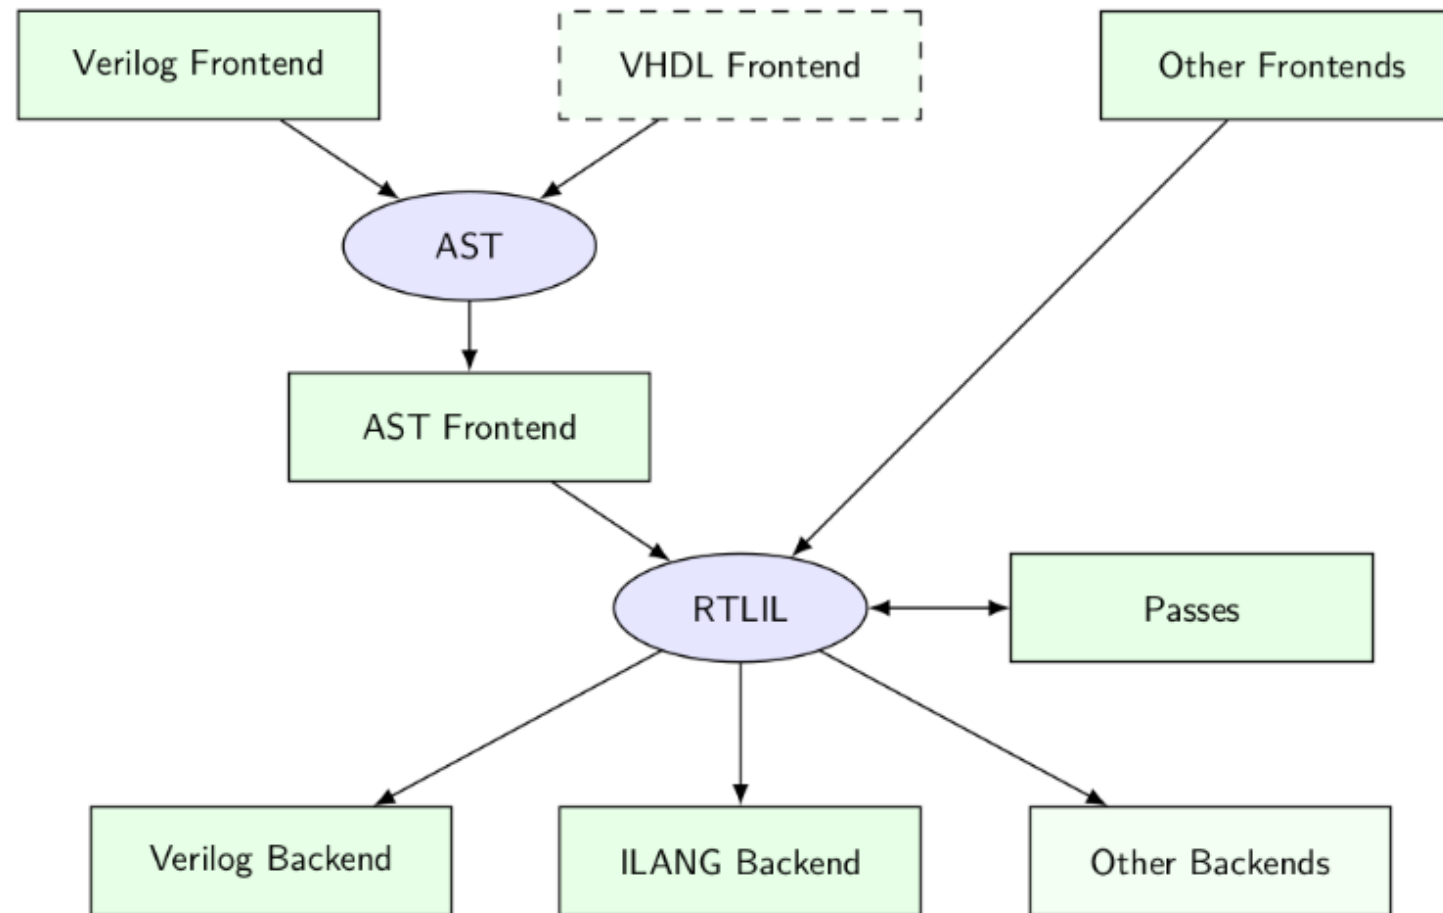 Verilog Frontend
VHDL Frontend
Other Frontends
AST
AST Frontend
RTLIL
Passes
Verilog Backend
ILANG Backend
Other Backends